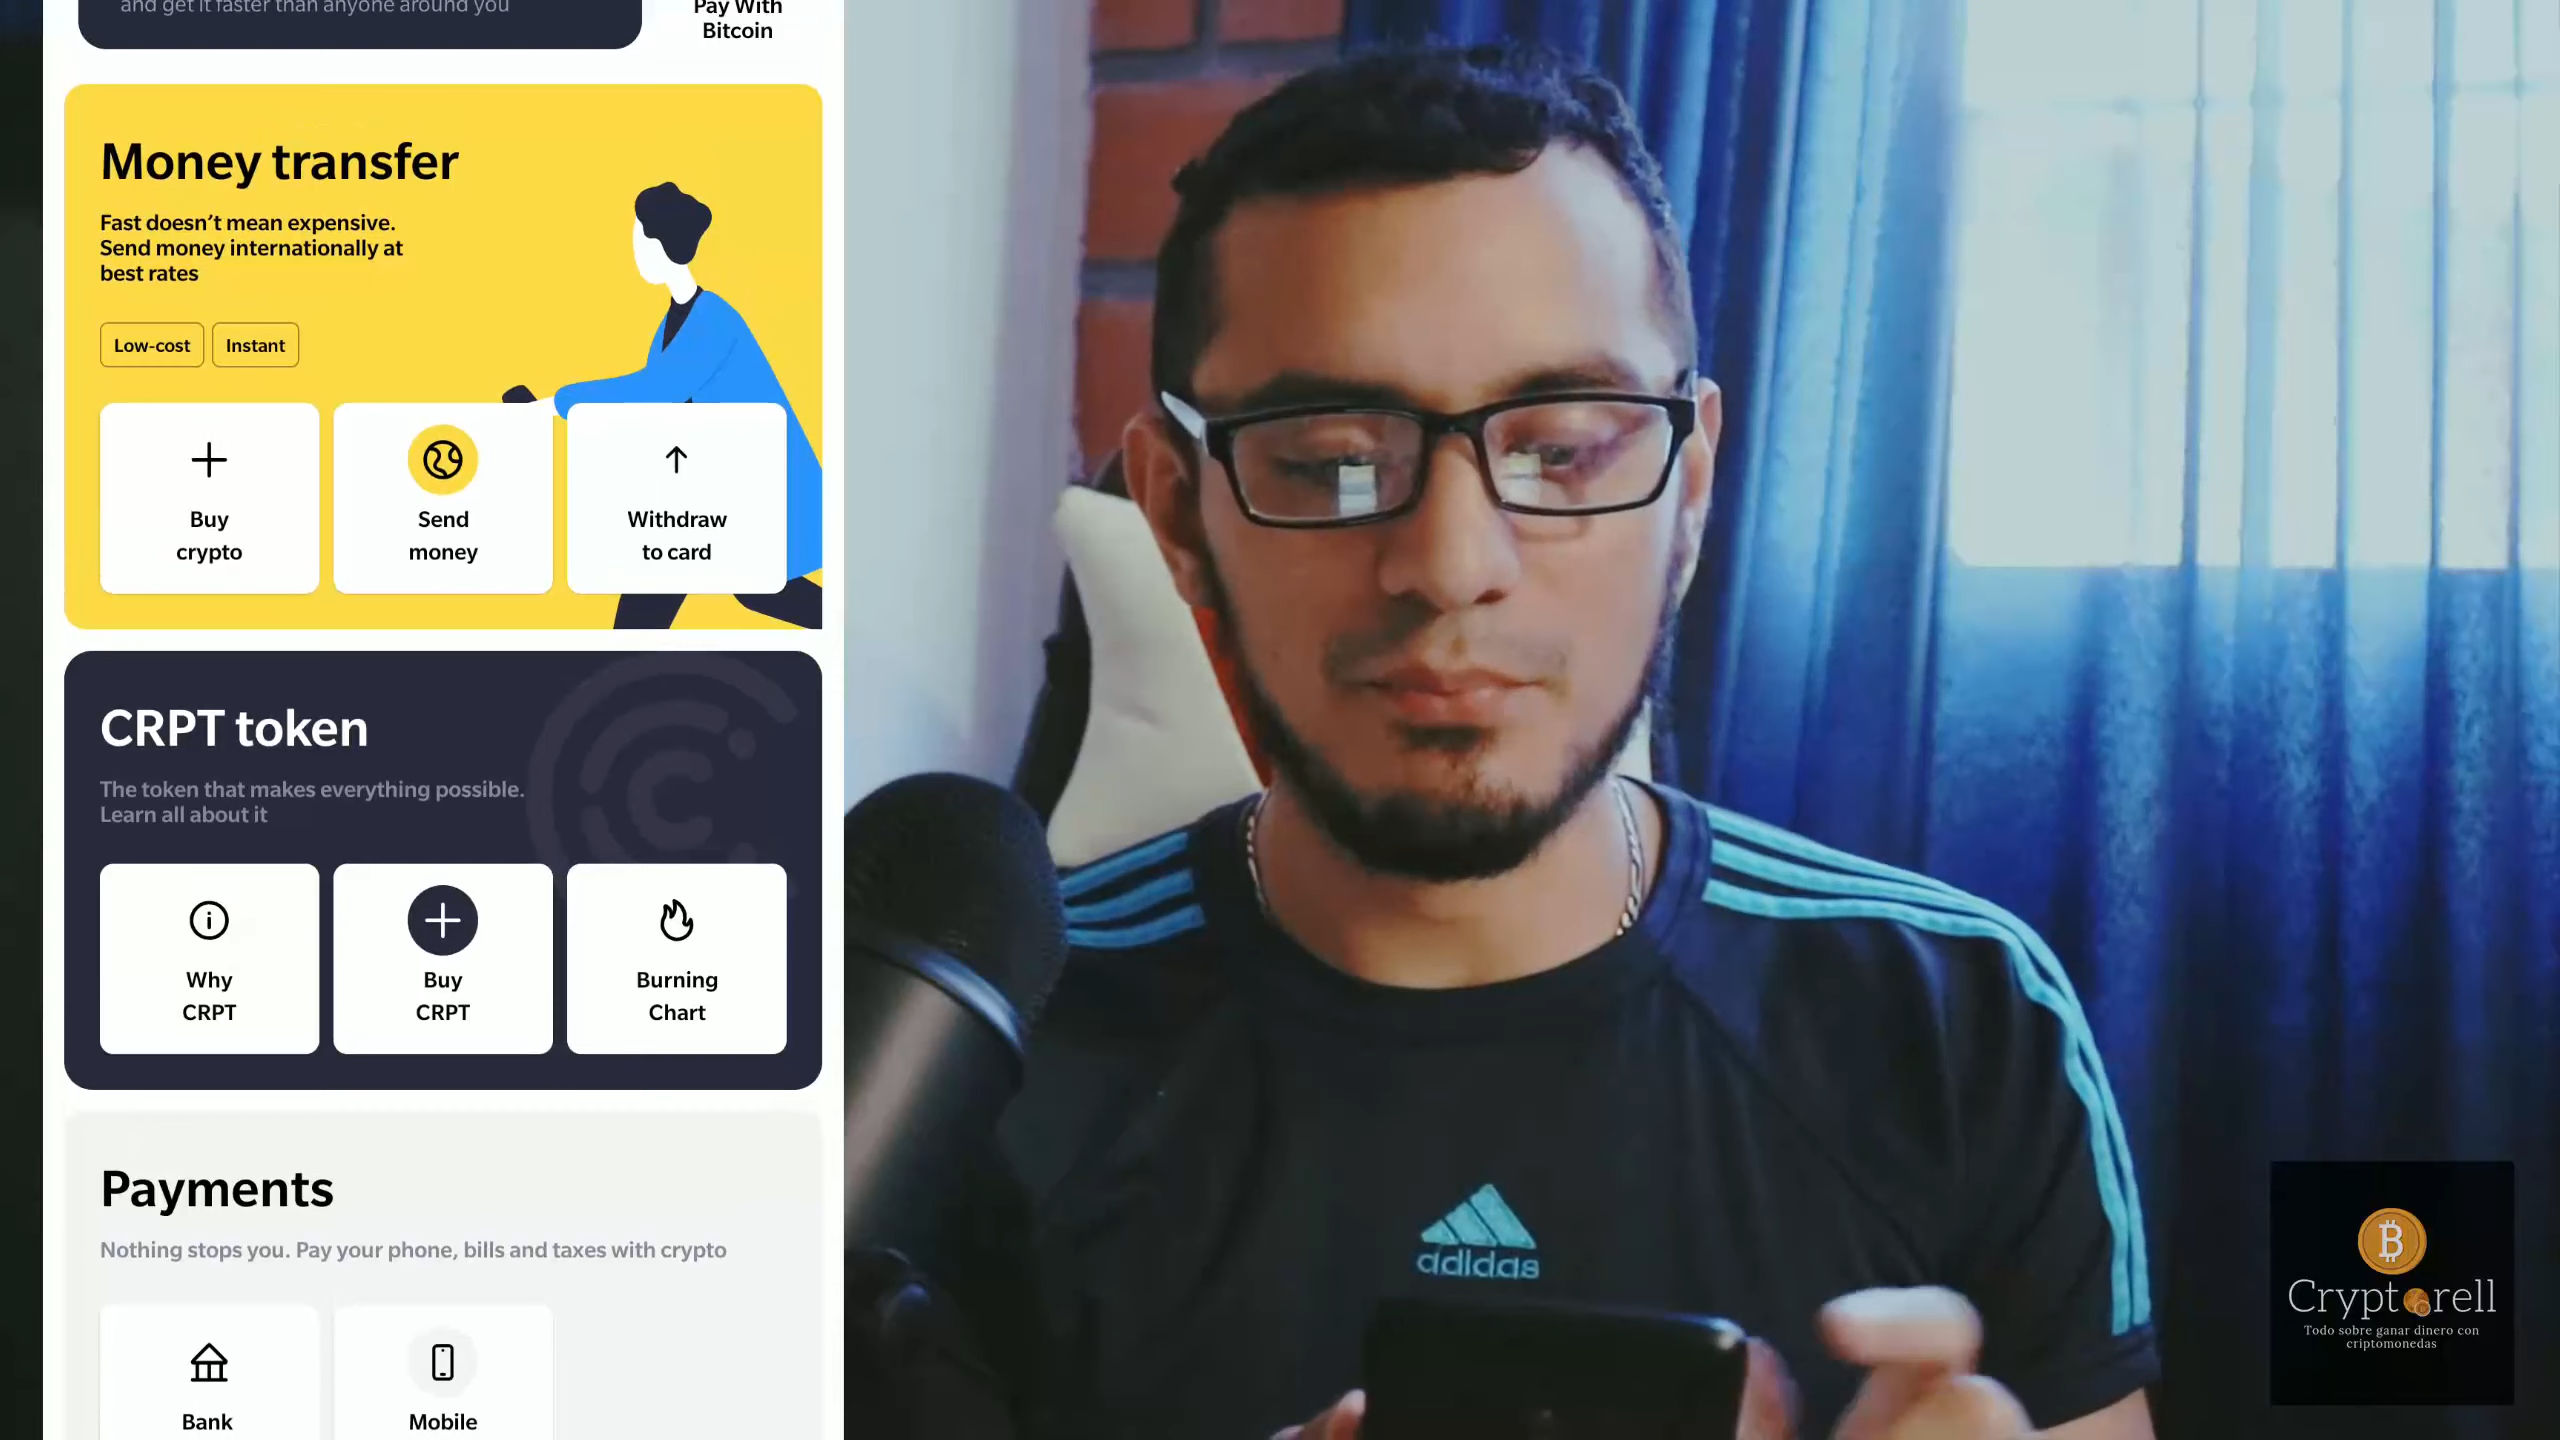 and get it faster than anyone around you
Pay With
Bitcoin
Money transfer
Fast doesn't mean expensive.
Send money internationally at
best rates
Low-cost
Instant
Buy
crypto
Send
money
Withdraw
to card
CRPT token
The token that makes everything possible.
Learn all about it
Why
CRPT
Buy
CRPT
Burning
Chart
Payments
Nothing stops you. Pay your phone, bills and taxes with crypto
Bank
Mobile
adidas
Cryptorell
Todo sobre ganar dinero con
criptomonedas